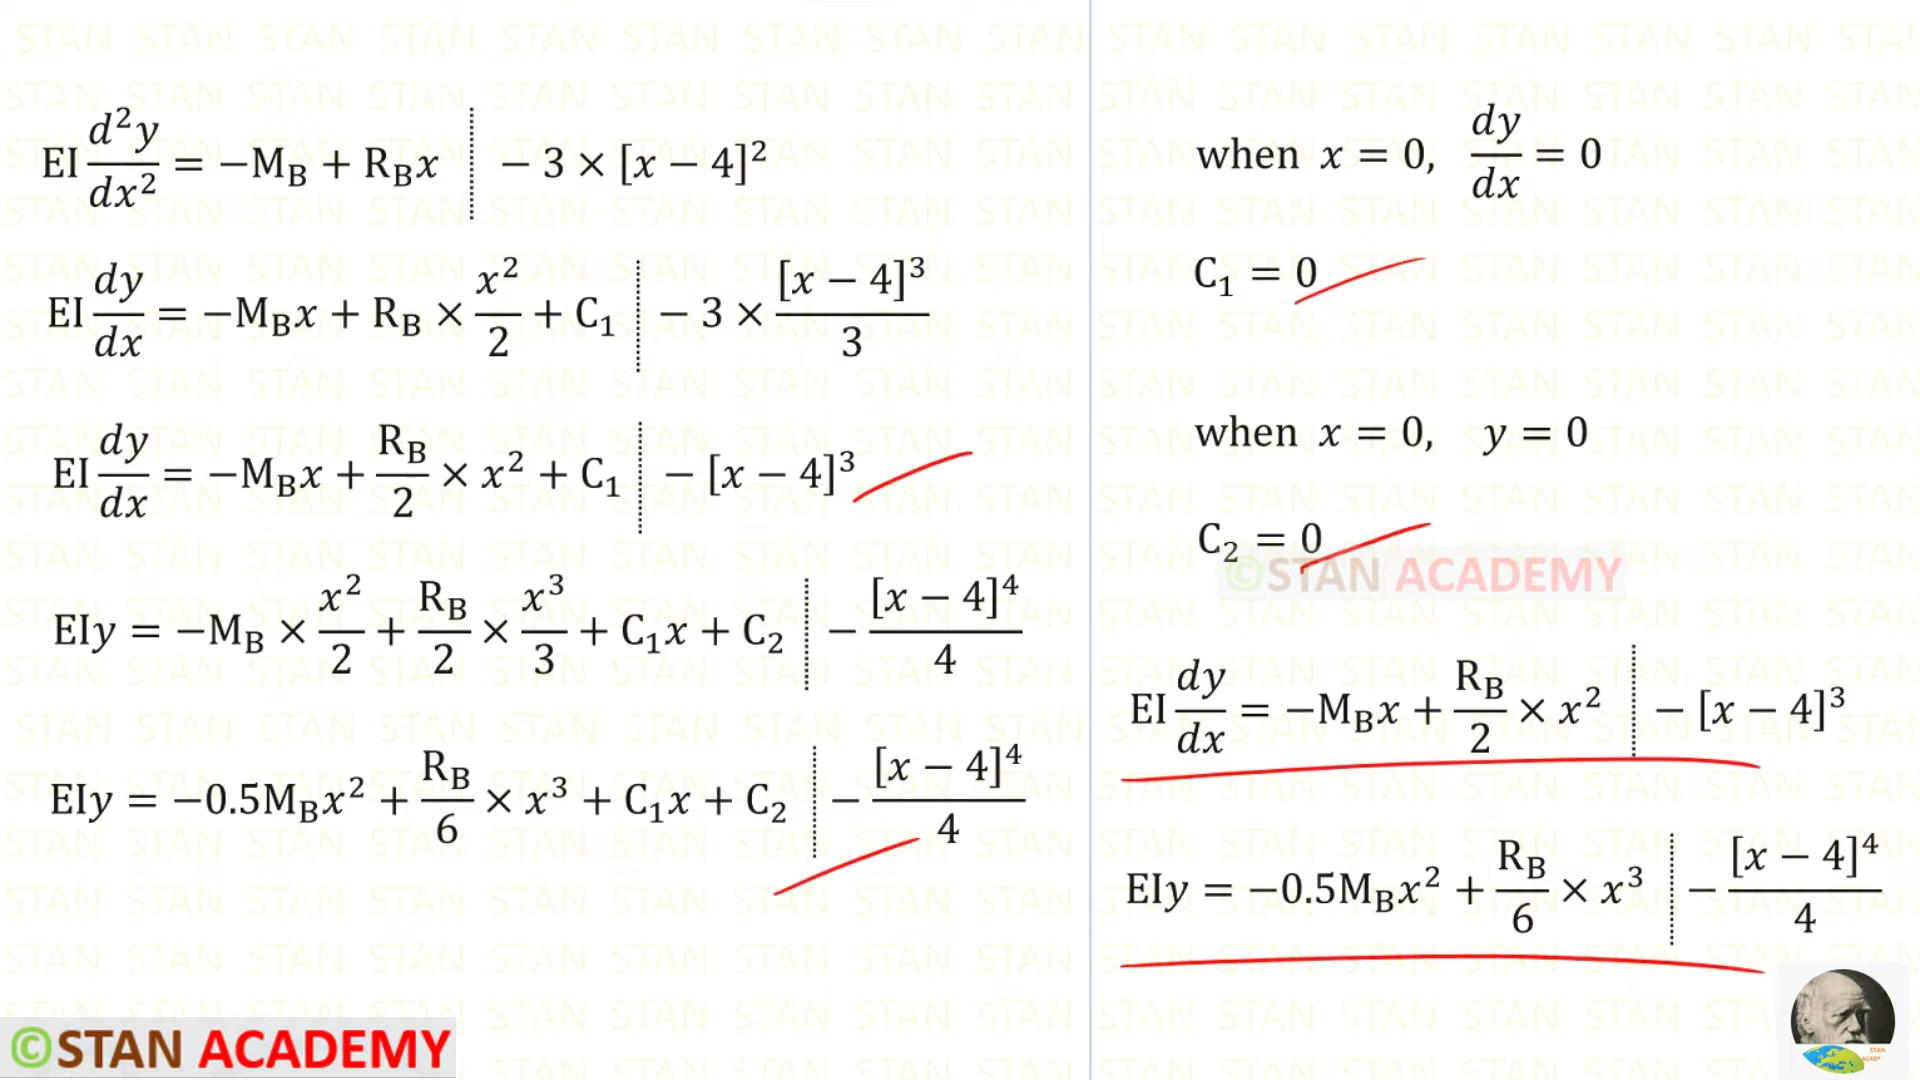 EI d²y/dx² = −M_B + R_B x ┊ − 3 × [x − 4]²
EI dy/dx = −M_B x + R_B × x²/2 + C₁ ┊ − 3 × [x − 4]³/3
EI dy/dx = −M_B x + R_B/2 × x² + C₁ ┊ − [x − 4]³
EIy = −M_B × x²/2 + R_B/2 × x³/3 + C₁x + C₂ ┊ − [x − 4]⁴/4
EIy = −0.5M_B x² + R_B/6 × x³ + C₁x + C₂ ┊ − [x − 4]⁴/4
when x = 0, dy/dx = 0
C₁ = 0
when x = 0, y = 0
C₂ = 0
©STAN ACADEMY
EI dy/dx = −M_B x + R_B/2 × x² ┊ − [x − 4]³
EIy = −0.5M_B x² + R_B/6 × x³ ┊ − [x − 4]⁴/4
©STAN ACADEMY